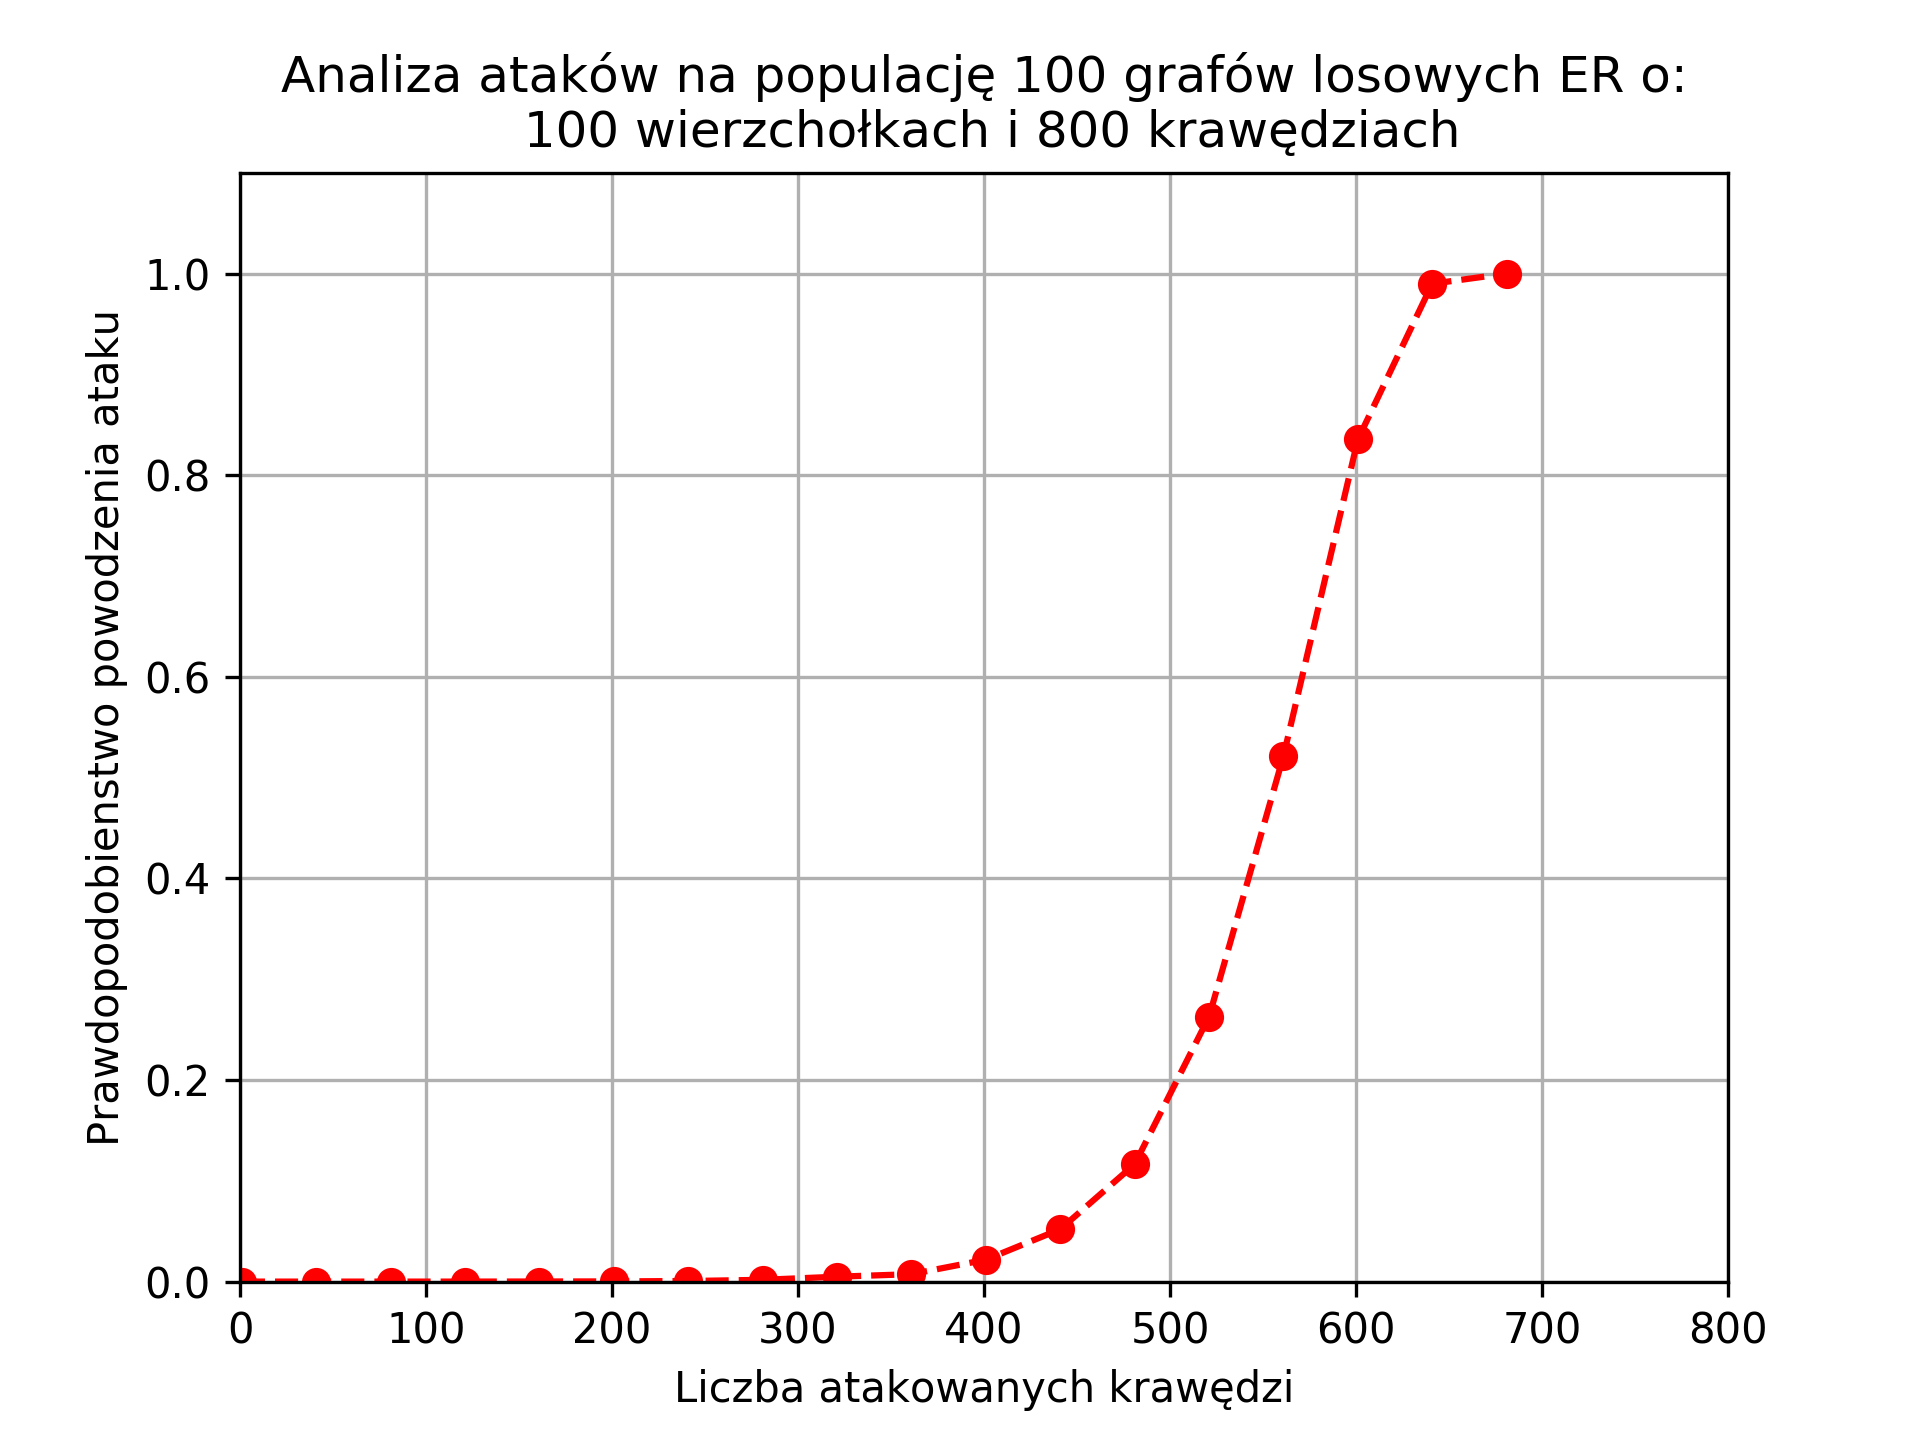 Analiza ataków na populację 100 grafów losowych ER o:
100 wierzchołkach i 800 krawędziach
Prawdopodobienstwo powodzenia ataku
1.0
0.8
0.6
0.4
0.2
0.0
0 100 200 300 400 500 600 700 800
Liczba atakowanych krawędzi